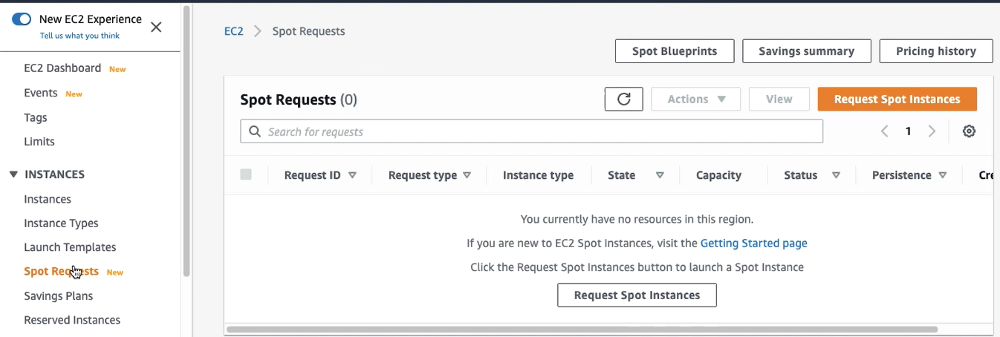 New EC2 Experience
Tell us what you think
EC2 Dashboard New
Events New
Tags
Limits
INSTANCES
Instances
Instance Types
Launch Templates
Spot Requests New
Savings Plans
Reserved Instances
EC2 Spot Requests
Spot Blueprints Savings summary Pricing history
Spot Requests (0) Actions View Request Spot Instances
Search for requests 1
Request ID Request type Instance type State Capacity Status Persistence Cre
You currently have no resources in this region.
If you are new to EC2 Spot Instances, visit the Getting Started page
Click the Request Spot Instances button to launch a Spot Instance
Request Spot Instances